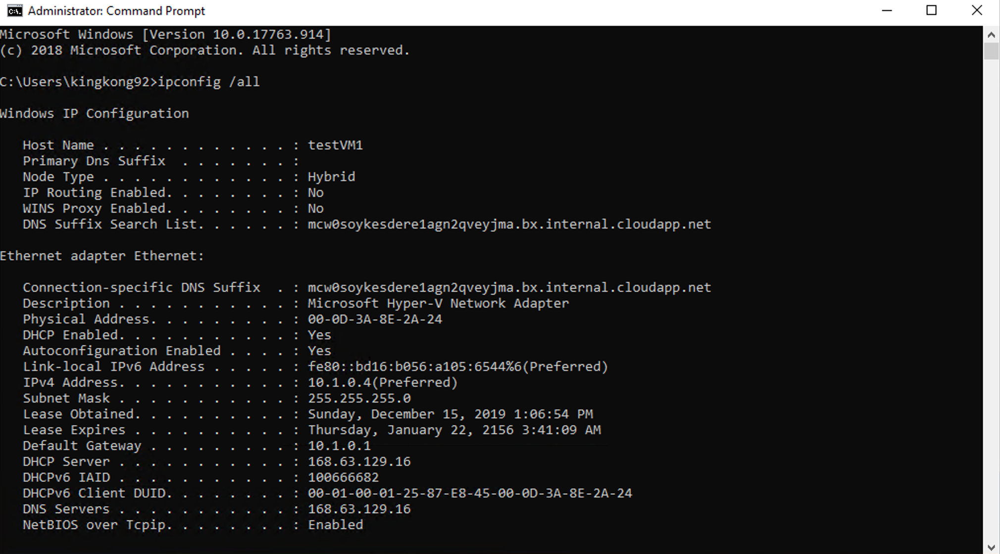 Administrator: Command Prompt
Microsoft Windows [Version 10.0.17763.914]
(c) 2018 Microsoft Corporation. All rights reserved.
C:\Users\kingkong92>ipconfig /all
Windows IP Configuration
Host Name . . . . . . . . . . . . : testVM1
Primary Dns Suffix  . . . . . . . :
Node Type . . . . . . . . . . . . : Hybrid
IP Routing Enabled. . . . . . . . : No
WINS Proxy Enabled. . . . . . . . : No
DNS Suffix Search List. . . . . . : mcw0soykesdere1agn2qveyjma.bx.internal.cloudapp.net
Ethernet adapter Ethernet:
Connection-specific DNS Suffix  . : mcw0soykesdere1agn2qveyjma.bx.internal.cloudapp.net
Description . . . . . . . . . . . : Microsoft Hyper-V Network Adapter
Physical Address. . . . . . . . . : 00-0D-3A-8E-2A-24
DHCP Enabled. . . . . . . . . . . : Yes
Autoconfiguration Enabled . . . . : Yes
Link-local IPv6 Address . . . . . : fe80::bd16:b056:a105:6544%6(Preferred)
IPv4 Address. . . . . . . . . . . : 10.1.0.4(Preferred)
Subnet Mask . . . . . . . . . . . : 255.255.255.0
Lease Obtained. . . . . . . . . . : Sunday, December 15, 2019 1:06:54 PM
Lease Expires . . . . . . . . . . : Thursday, January 22, 2156 3:41:09 AM
Default Gateway . . . . . . . . . : 10.1.0.1
DHCP Server . . . . . . . . . . . : 168.63.129.16
DHCPv6 IAID . . . . . . . . . . . : 100666682
DHCPv6 Client DUID. . . . . . . . : 00-01-00-01-25-87-E8-45-00-0D-3A-8E-2A-24
DNS Servers . . . . . . . . . . . : 168.63.129.16
NetBIOS over Tcpip. . . . . . . . : Enabled